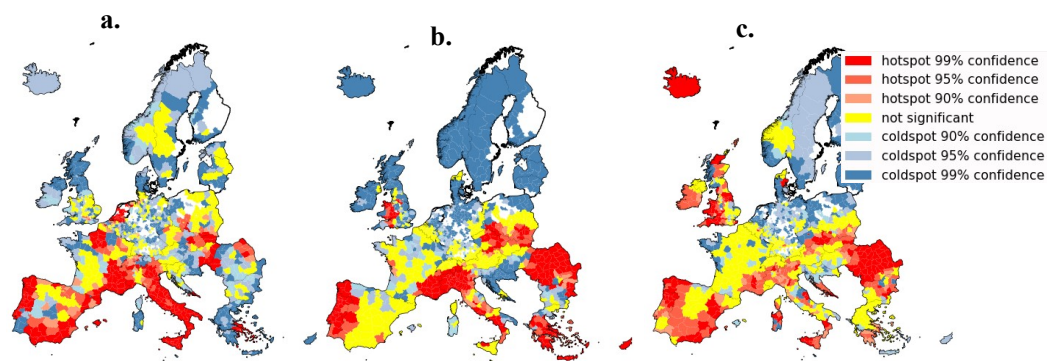 a.
b.
c.
hotspot 99% confidence
hotspot 95% confidence
hotspot 90% confidence
not significant
coldspot 90% confidence
coldspot 95% confidence
coldspot 99% confidence